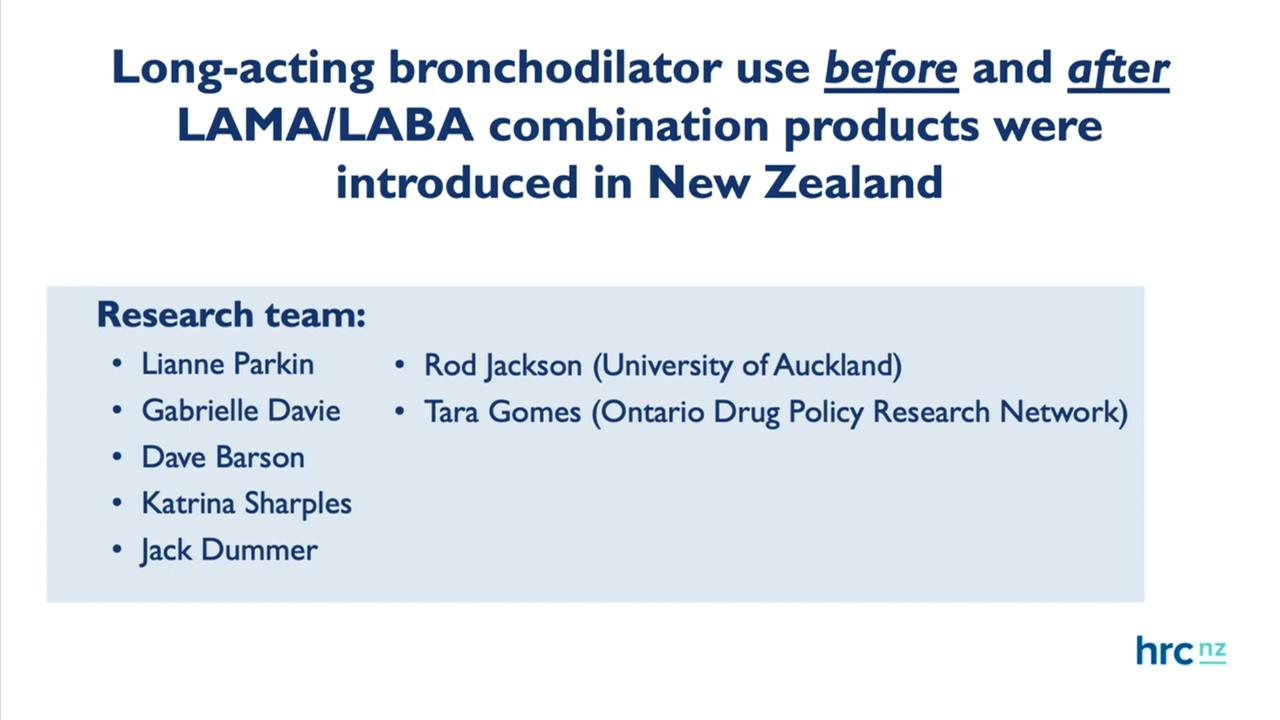 Long-acting bronchodilator use before and after
LAMA/LABA combination products were
introduced in New Zealand
Research team:
• Lianne Parkin
• Gabrielle Davie
• Dave Barson
• Katrina Sharples
• Jack Dummer
• Rod Jackson (University of Auckland)
• Tara Gomes (Ontario Drug Policy Research Network)
hrc nz